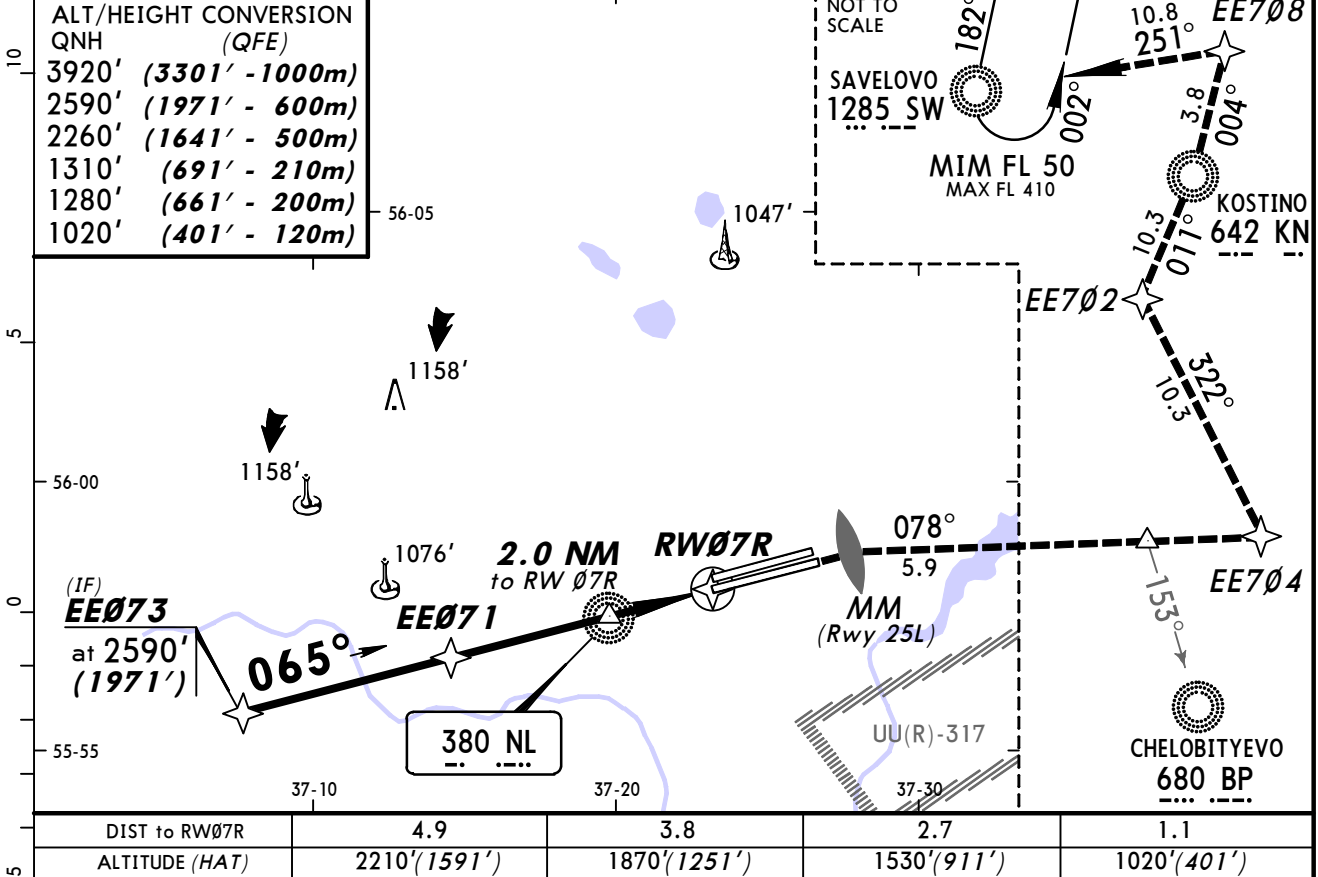 ALT/HEIGHT CONVERSION
QNH (QFE)
3920' (3301' -1000m)
2590' (1971' - 600m)
2260' (1641' - 500m)
1310' (691' - 210m)
1280' (661' - 200m)
1020' (401' - 120m)
NOT TO
SCALE
182°
10.8
251°
EE7Ø8
SAVELOVO
1285 SW
002°
3.8
004°
MIM FL 50
MAX FL 410
KOSTINO
642 KN
10.3
011°
EE7Ø2
322°
10.3
10
5
0
5
56-05
1047'
1158'
1158'
56-00
1076'
2.0 NM
to RW Ø7R
RWØ7R
078°
5.9
EE7Ø4
MM
(Rwy 25L)
153°
(IF)
EEØ73
at 2590'
(1971')
065°
EEØ71
380 NL
UU(R)-317
CHELOBITYEVO
680 BP
55-55
37-10
37-20
37-30
DIST to RWØ7R 4.9 3.8 2.7 1.1
ALTITUDE (HAT) 2210'(1591') 1870'(1251') 1530'(911') 1020'(401')